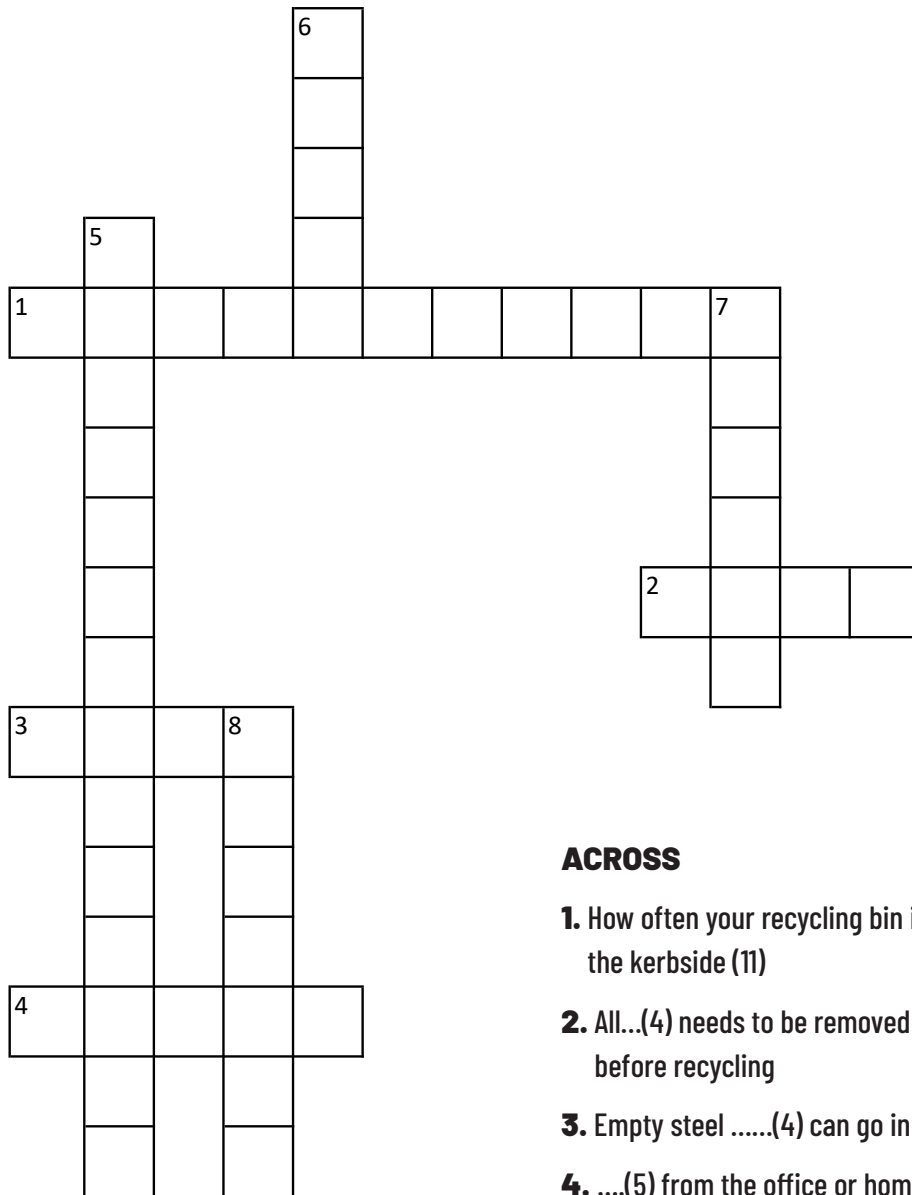 6
5
1
7
2
3
8
4
ACROSS
1. How often your recycling bin
the kerbside (11)
2. All...(4) needs to be removed
before recycling
3. Empty steel ......(4) can go in
4. ....(5) from the office or